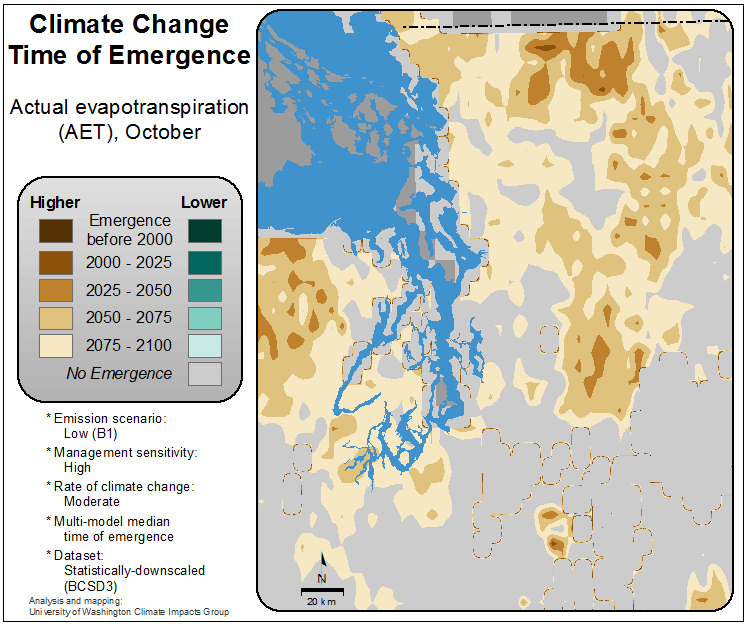 Climate Change
Time of Emergence
Actual evapotranspiration
(AET), October
Higher Lower
Emergence
before 2000
2000 - 2025
2025 - 2050
2050 - 2075
2075 - 2100
No Emergence
* Emission scenario:
Low (B1)
* Management sensitivity:
High
* Rate of climate change:
Moderate
* Multi-model median
time of emergence
* Dataset:
Statistically-downscaled
(BCSD3)
Analysis and mapping:
University of Washington Climate Impacts Group
N
20 km